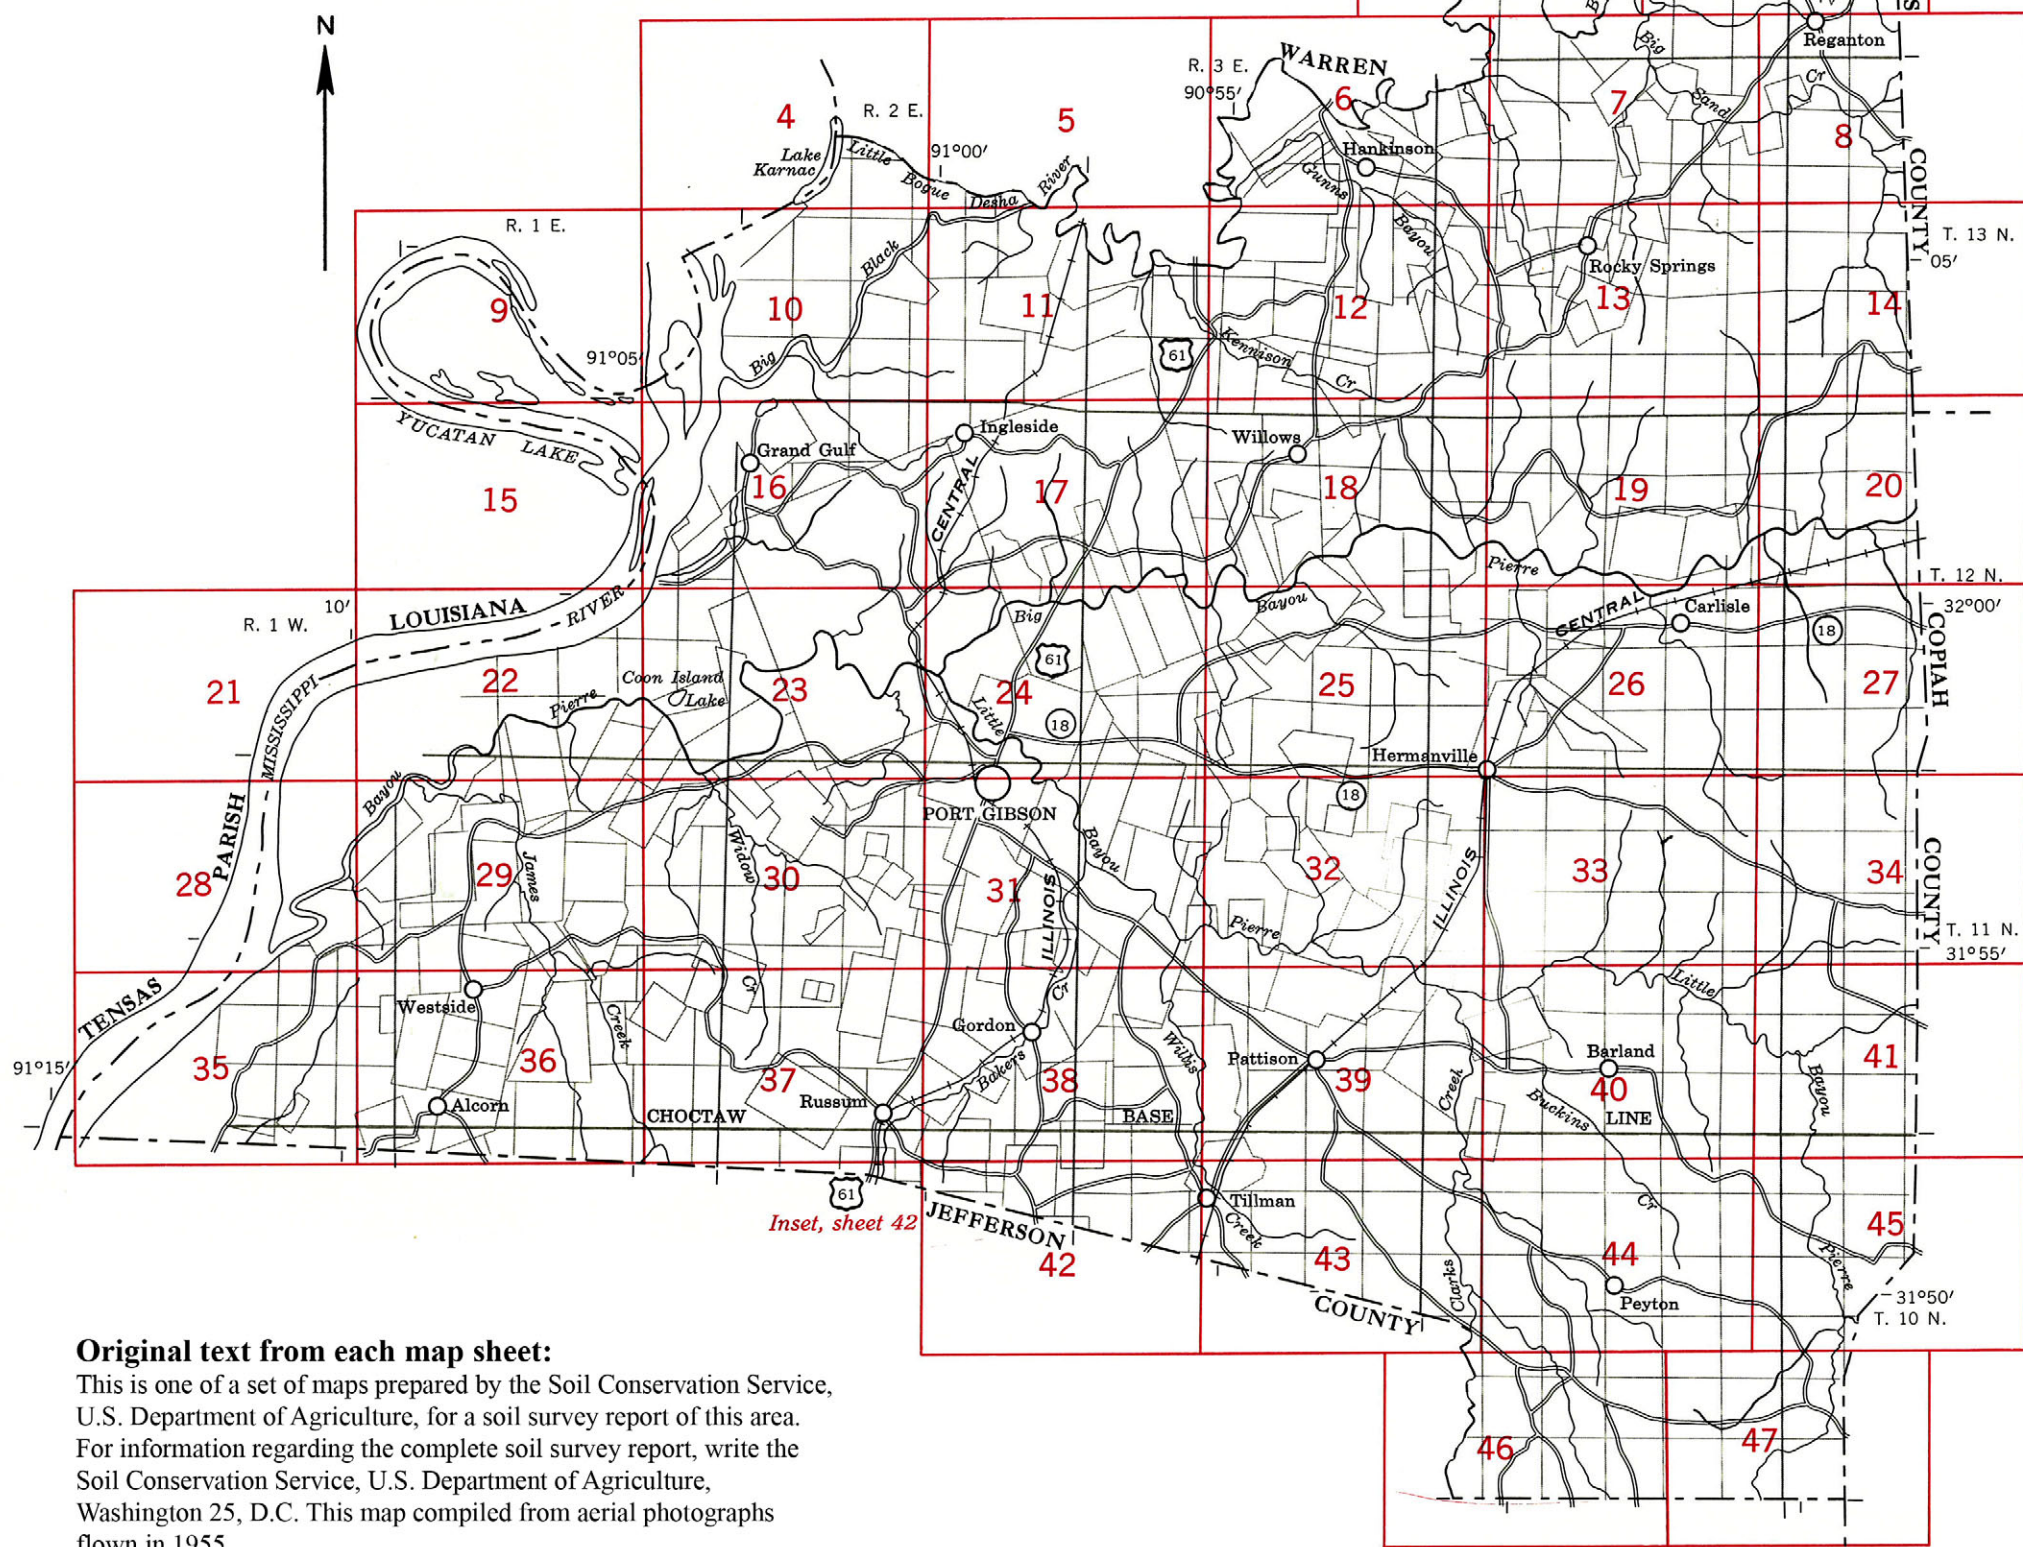 N
Reganton
WARREN
R. 3 E.
90°55'
Big
Sand
Cr
4
R. 2 E.
5
6
7
8
Lake
Karnac
Little
Bogue
Desha
River
91°00'
Hankinson
Gunns
Bayou
COUNTY
T. 13 N.
05'
R. 1 E.
Black
Rocky Springs
9
10
11
12
13
14
91°05'
Big
61
Kennison
Cr
YUCATAN LAKE
Ingleside
Grand Gulf
Willows
CENTRAL
15
16
17
18
19
20
Pierre
T. 12 N.
10'
LOUISIANA
RIVER
R. 1 W.
Big
Bayou
CENTRAL
Carlisle
32°00'
18
61
COPIAH
21
22
Coon Island
Lake
23
24
25
26
27
MISSISSIPPI
Pierre
Little
18
Hermanville
Bayou
PORT GIBSON
18
PARISH
28
29
James
Widow
30
31
Bayou
32
33
34
COUNTY
ILLINOIS
ILLINOIS
Pierre
T. 11 N.
31°55'
TENSAS
Westside
Creek
Cr
Cr
Little
Gordon
Bakers
Willis
Pattison
Barland
91°15'
35
36
37
38
39
40
41
Alcorn
CHOCTAW
Russum
BASE
Creek
Buckins
LINE
Bayou
61
Inset, sheet 42
JEFFERSON
Tillman
Creek
Cr
42
43
44
45
COUNTY
Clarks
Peyton
Pierre
31°50'
T. 10 N.
46
47
Original text from each map sheet:
This is one of a set of maps prepared by the Soil Conservation Service,
U.S. Department of Agriculture, for a soil survey report of this area.
For information regarding the complete soil survey report, write the
Soil Conservation Service, U.S. Department of Agriculture,
Washington 25, D.C. This map compiled from aerial photographs
flown in 1955